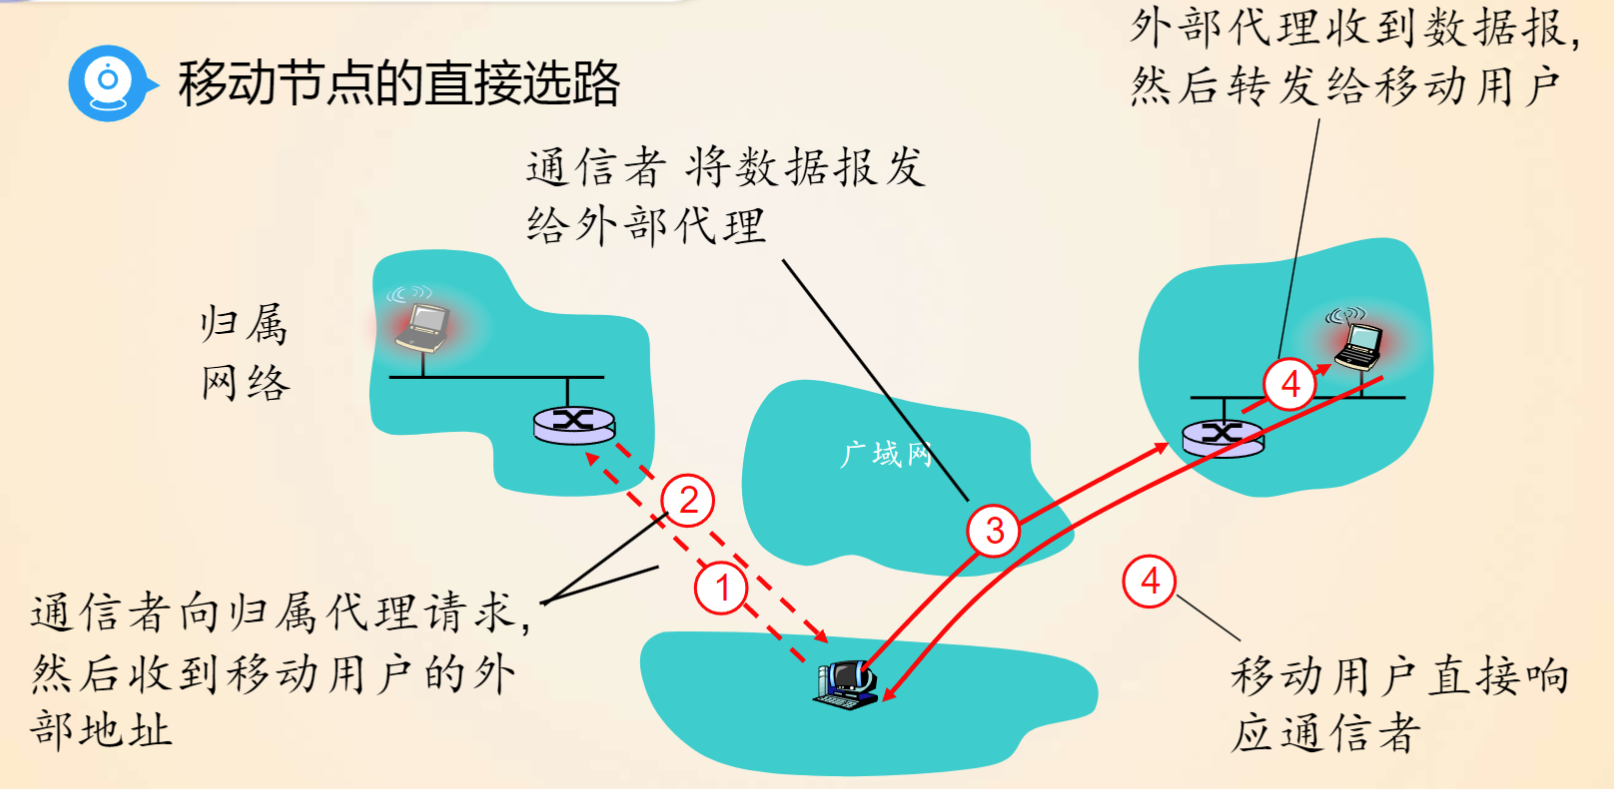 移动节点的直接选路
外部代理收到数据报,
然后转发给移动用户
通信者 将数据报发
给外部代理
归属
网络
广域网
4
2
3
1
4
通信者向归属代理请求,
然后收到移动用户的外
部地址
移动用户直接响
应通信者